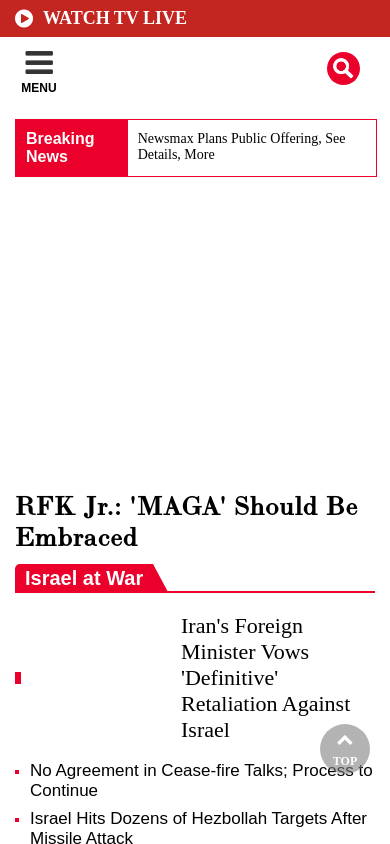 WATCH TV LIVE
MENU
Breaking
News
Newsmax Plans Public Offering, See
Details, More
RFK Jr.: 'MAGA' Should Be
Embraced
Israel at War
Iran's Foreign
Minister Vows
'Definitive'
Retaliation Against
Israel
TOP
No Agreement in Cease-fire Talks; Process to
Continue
Israel Hits Dozens of Hezbollah Targets After
Missile Attack